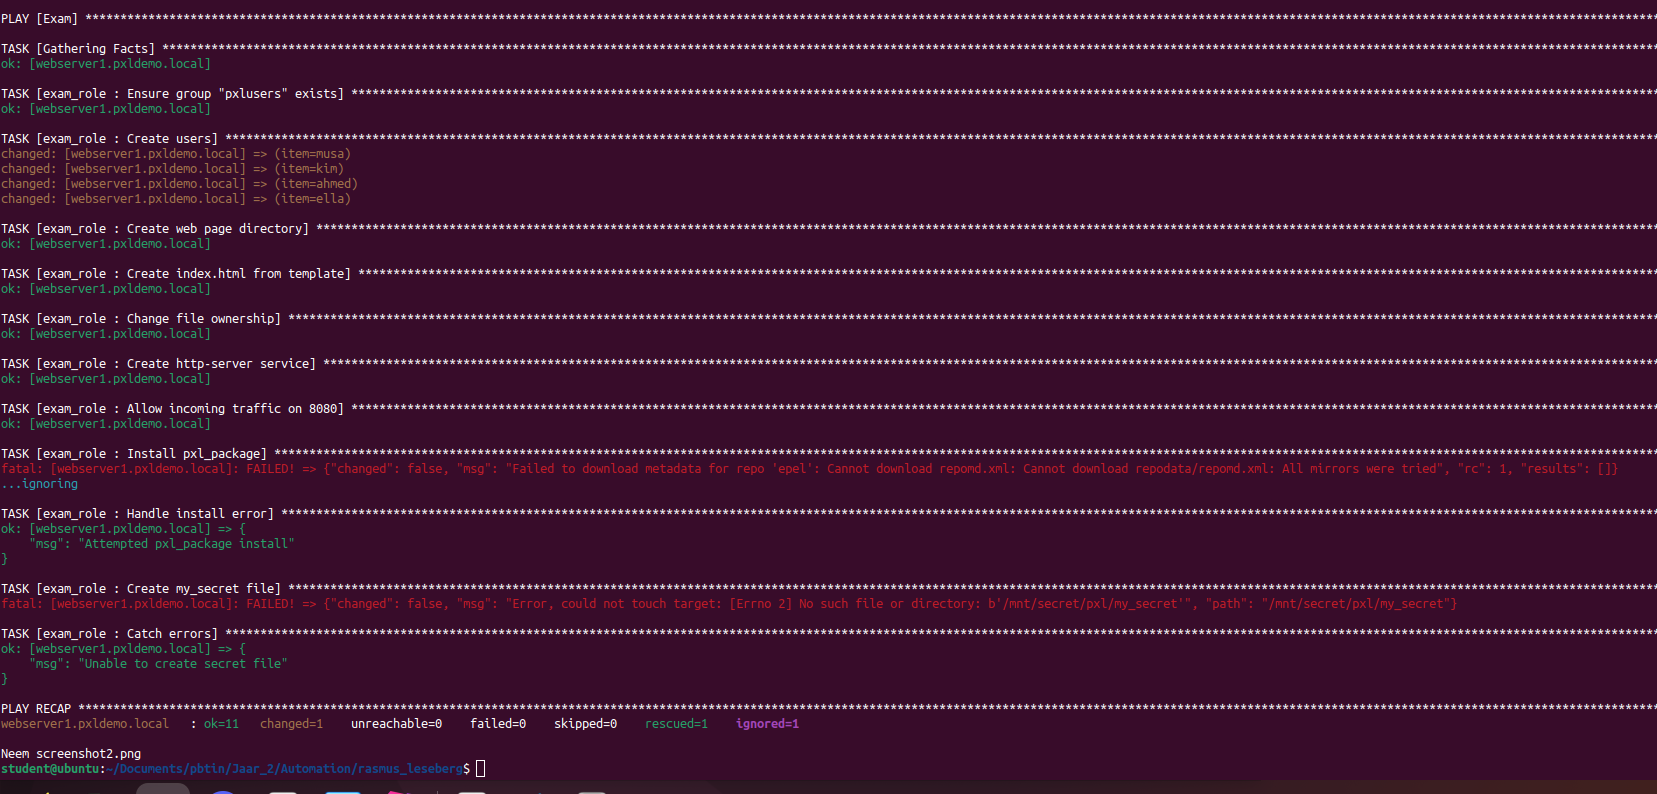 PLAY [Exam] ****************************************************************************************************
TASK [Gathering Facts] ****************************************************************************************************
ok: [webserver1.pxldemo.local]
TASK [exam_role : Ensure group "pxlusers" exists] ****************************************************************************************************
ok: [webserver1.pxldemo.local]
TASK [exam_role : Create users] ****************************************************************************************************
changed: [webserver1.pxldemo.local] => (item=musa)
changed: [webserver1.pxldemo.local] => (item=kim)
changed: [webserver1.pxldemo.local] => (item=ahmed)
changed: [webserver1.pxldemo.local] => (item=ella)
TASK [exam_role : Create web page directory] ****************************************************************************************************
ok: [webserver1.pxldemo.local]
TASK [exam_role : Create index.html from template] ****************************************************************************************************
ok: [webserver1.pxldemo.local]
TASK [exam_role : Change file ownership] ****************************************************************************************************
ok: [webserver1.pxldemo.local]
TASK [exam_role : Create http-server service] ****************************************************************************************************
ok: [webserver1.pxldemo.local]
TASK [exam_role : Allow incoming traffic on 8080] ****************************************************************************************************
ok: [webserver1.pxldemo.local]
TASK [exam_role : Install pxl_package] ****************************************************************************************************
fatal: [webserver1.pxldemo.local]: FAILED! => {"changed": false, "msg": "Failed to download metadata for repo 'epel': Cannot download repomd.xml: Cannot download repodata/repomd.xml: All mirrors were tried", "rc": 1, "results": []}
...ignoring
TASK [exam_role : Handle install error] ****************************************************************************************************
ok: [webserver1.pxldemo.local] => {
    "msg": "Attempted pxl_package install"
}
TASK [exam_role : Create my_secret file] ****************************************************************************************************
fatal: [webserver1.pxldemo.local]: FAILED! => {"changed": false, "msg": "Error, could not touch target: [Errno 2] No such file or directory: b'/mnt/secret/pxl/my_secret'", "path": "/mnt/secret/pxl/my_secret"}
TASK [exam_role : Catch errors] ****************************************************************************************************
ok: [webserver1.pxldemo.local] => {
    "msg": "Unable to create secret file"
}
PLAY RECAP ****************************************************************************************************
webserver1.pxldemo.local   : ok=11   changed=1    unreachable=0    failed=0    skipped=0    rescued=1    ignored=1
Neem screenshot2.png
student@ubuntu:~/Documents/pbtin/Jaar_2/Automation/rasmus_leseberg$